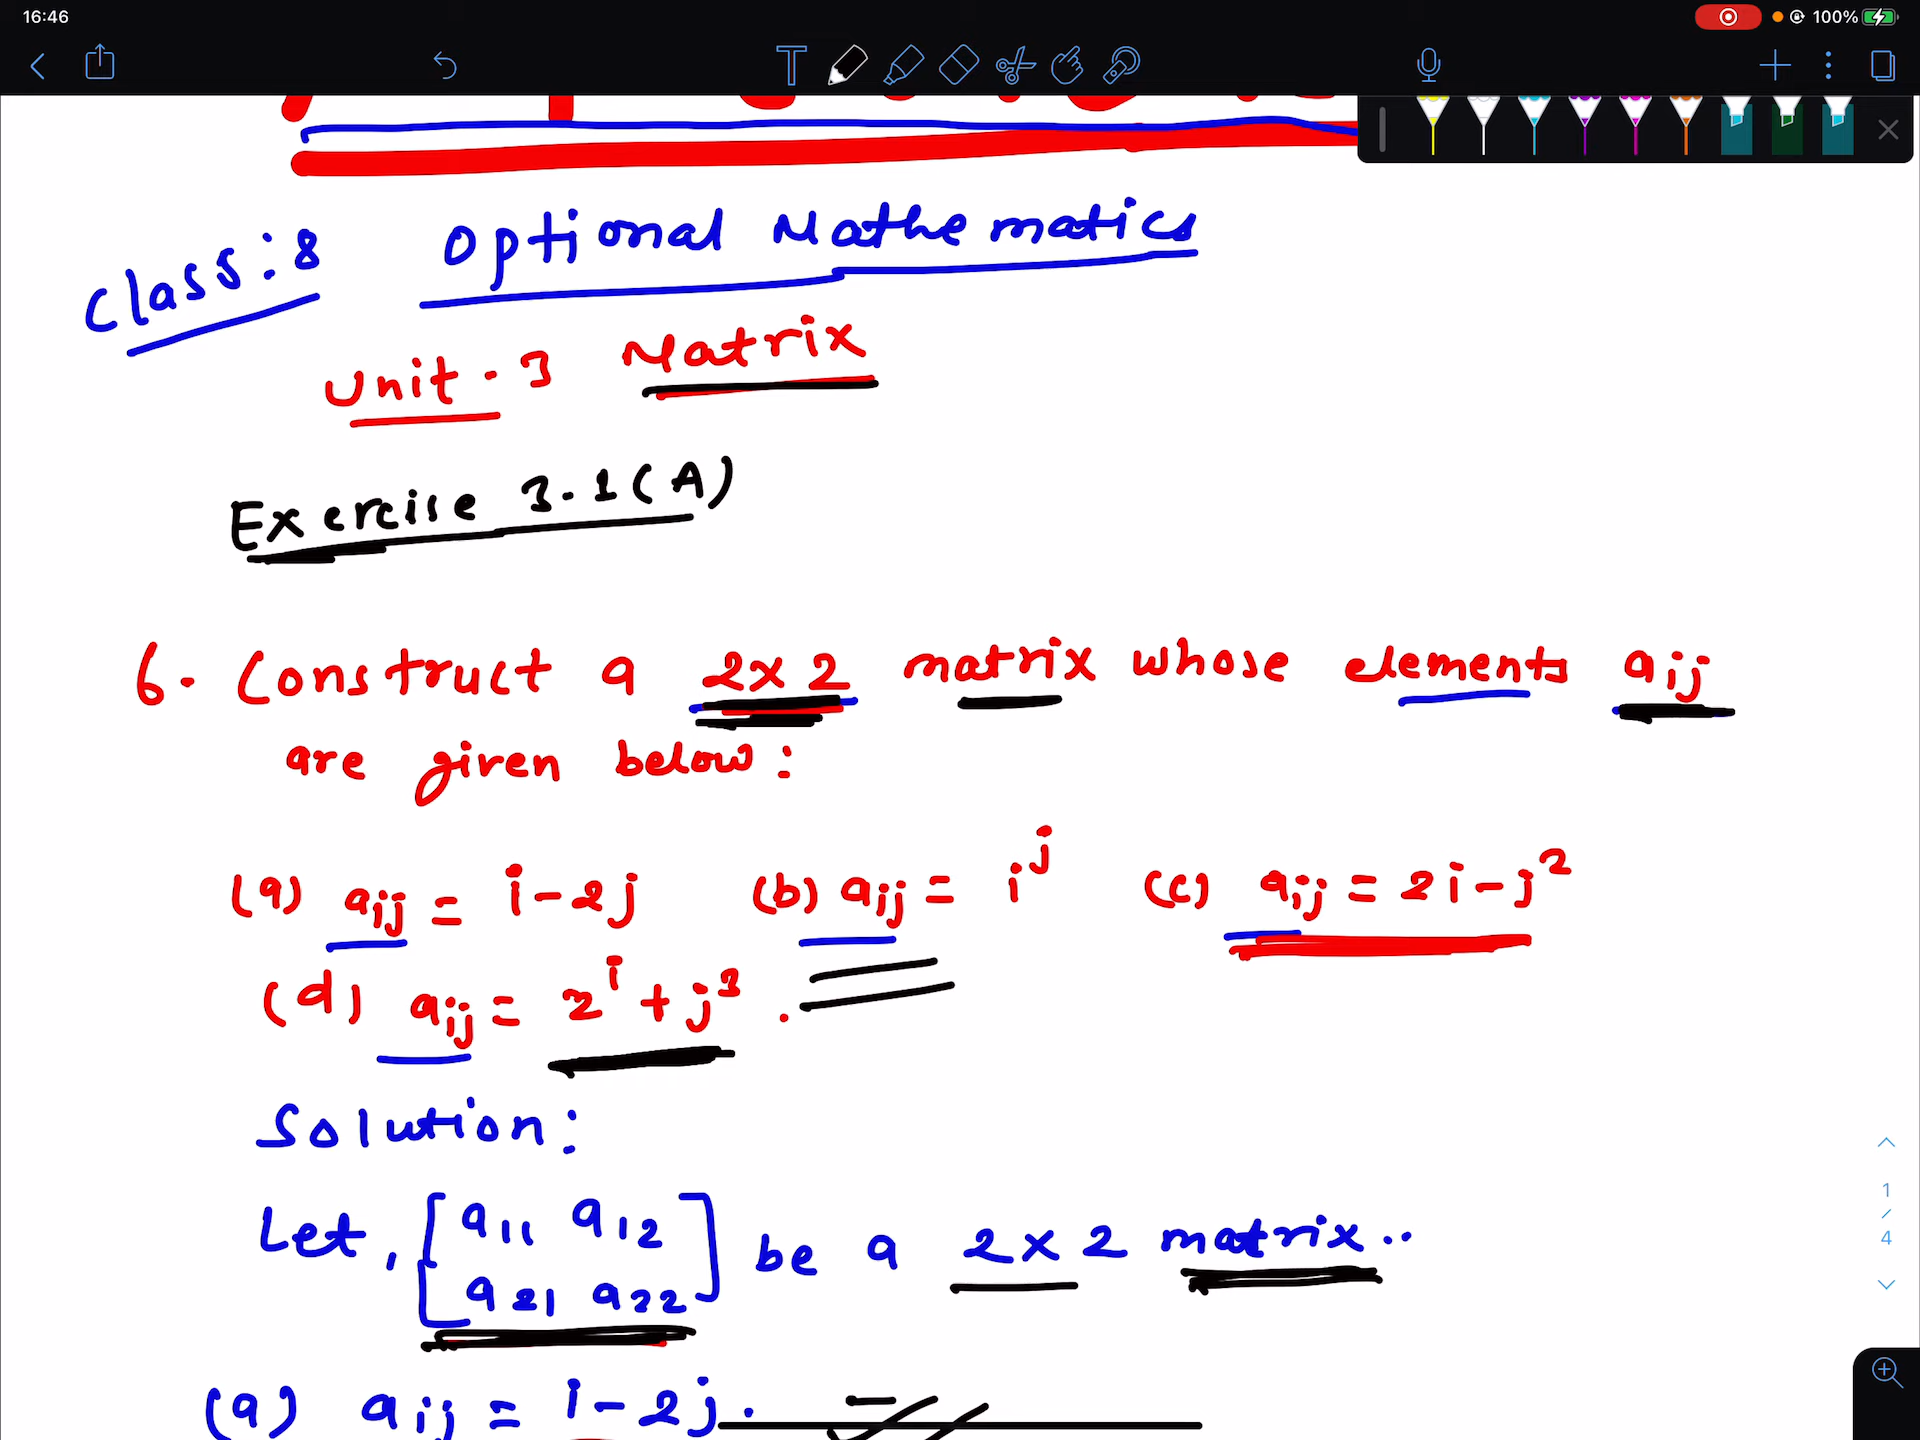 16:46
100%
Class: 8 Optional Mathematics
Unit - 3 Matrix
Exercise 3.1 (A)
6. Construct a 2x2 matrix whose elements aij
are given below:
(a) aij = i-2j (b) aij = i^j (c) aij = 2i-j²
(d) aij = 2^i + j³ .
Solution:
Let, [a11 a12
a21 a22] be a 2x2 matrix..
(a) aij = i-2j.
1
/
4